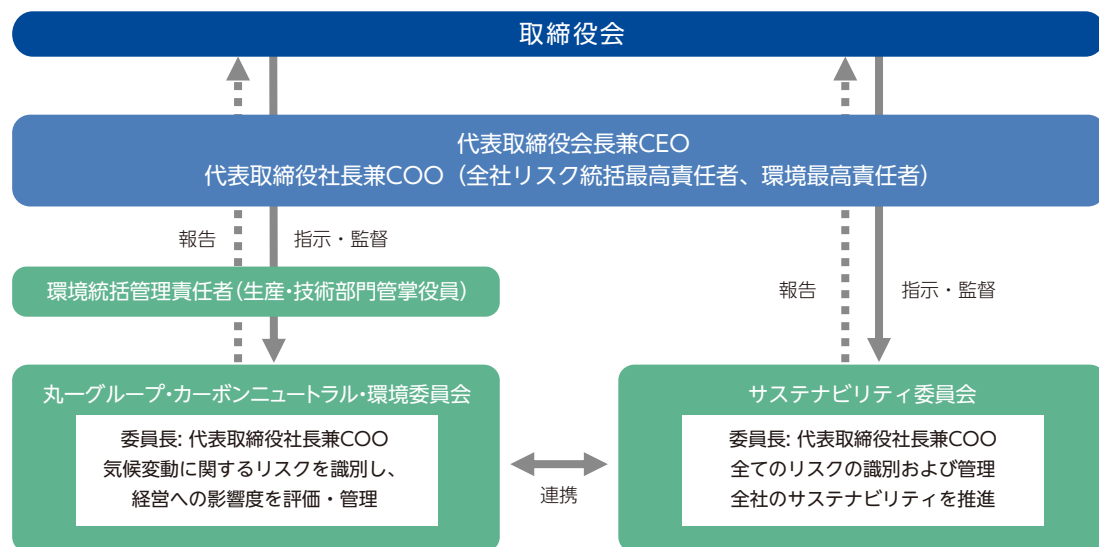 取締役会
代表取締役会長兼CEO
代表取締役社長兼COO（全社リスク統括最高責任者、環境最高責任者）
報告
指示・監督
環境統括管理責任者(生産・技術部門管掌役員)
報告
指示・監督
丸一グループ・カーボンニュートラル・環境委員会
委員長: 代表取締役社長兼COO
気候変動に関するリスクを識別し、
経営への影響度を評価・管理
連携
サステナビリティ委員会
委員長: 代表取締役社長兼COO
全てのリスクの識別および管理
全社のサステナビリティを推進